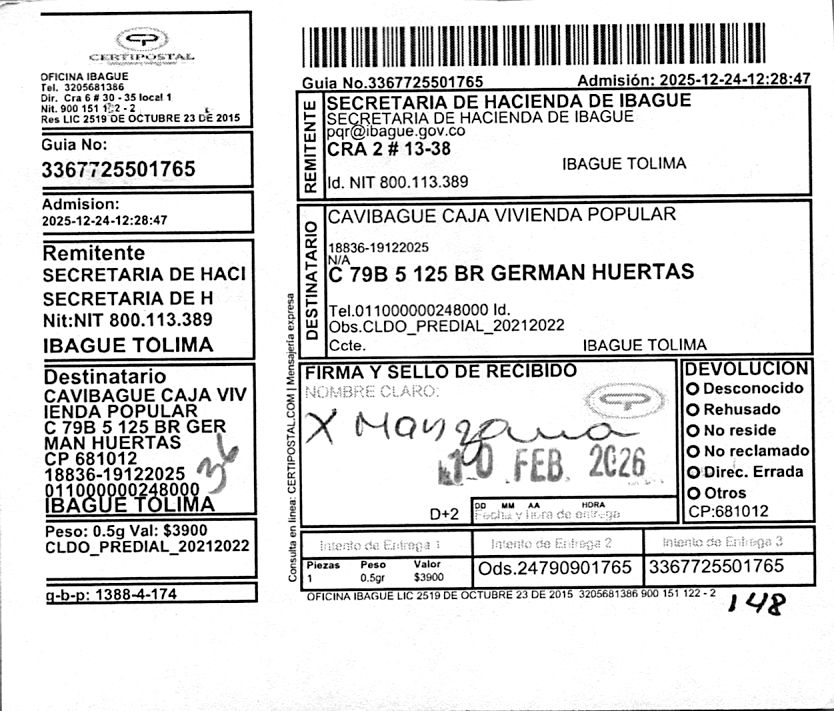 CERTIPOSTAL
OFICINA IBAGUE
Tel. 3205681386
Dir. Cra 6 # 30 - 35 local 1
Nit. 900 151 122 - 2
Res LIC 2519 DE OCTUBRE 23 DE 2015
Guia No:
3367725501765
Admision:
2025-12-24-12:28:47
Remitente
SECRETARIA DE HACI
SECRETARIA DE H
Nit:NIT 800.113.389
IBAGUE TOLIMA
Destinatario
CAVIBAGUE CAJA VIV
IENDA POPULAR
C 79B 5 125 BR GER
MAN HUERTAS
CP 681012
18836-19122025
011000000248000
IBAGUE TOLIMA
Peso: 0.5g Val: $3900
CLDO_PREDIAL_20212022
q-b-p: 1388-4-174
Guia No.3367725501765 Admisión: 2025-12-24-12:28:47
REMITENTE
SECRETARIA DE HACIENDA DE IBAGUE
SECRETARIA DE HACIENDA DE IBAGUE
pqr@ibague.gov.co
CRA 2 # 13-38
IBAGUE TOLIMA
Id. NIT 800.113.389
DESTINATARIO
CAVIBAGUE CAJA VIVIENDA POPULAR
18836-19122025
N/A
C 79B 5 125 BR GERMAN HUERTAS
Tel.011000000248000 Id.
Obs.CLDO_PREDIAL_20212022
Ccte. IBAGUE TOLIMA
Consulta en linea: CERTIPOSTAL.COM | Mensajería expresa
FIRMA Y SELLO DE RECIBIDO
NOMBRE CLARO:
X Manzana
10 FEB. 2026
D+2
DD MM AA HORA
Fecha y hora de entrega
DEVOLUCION
Desconocido
Rehusado
No reside
No reclamado
Direc. Errada
Otros
CP:681012
Intento de Entrega 1 Intento de Entrega 2 Intento de Entrega 3
Piezas Peso Valor
1 0.5gr $3900
Ods.24790901765 3367725501765
OFICINA IBAGUE LIC 2519 DE OCTUBRE 23 DE 2015 3205681386 900 151 122 - 2
148